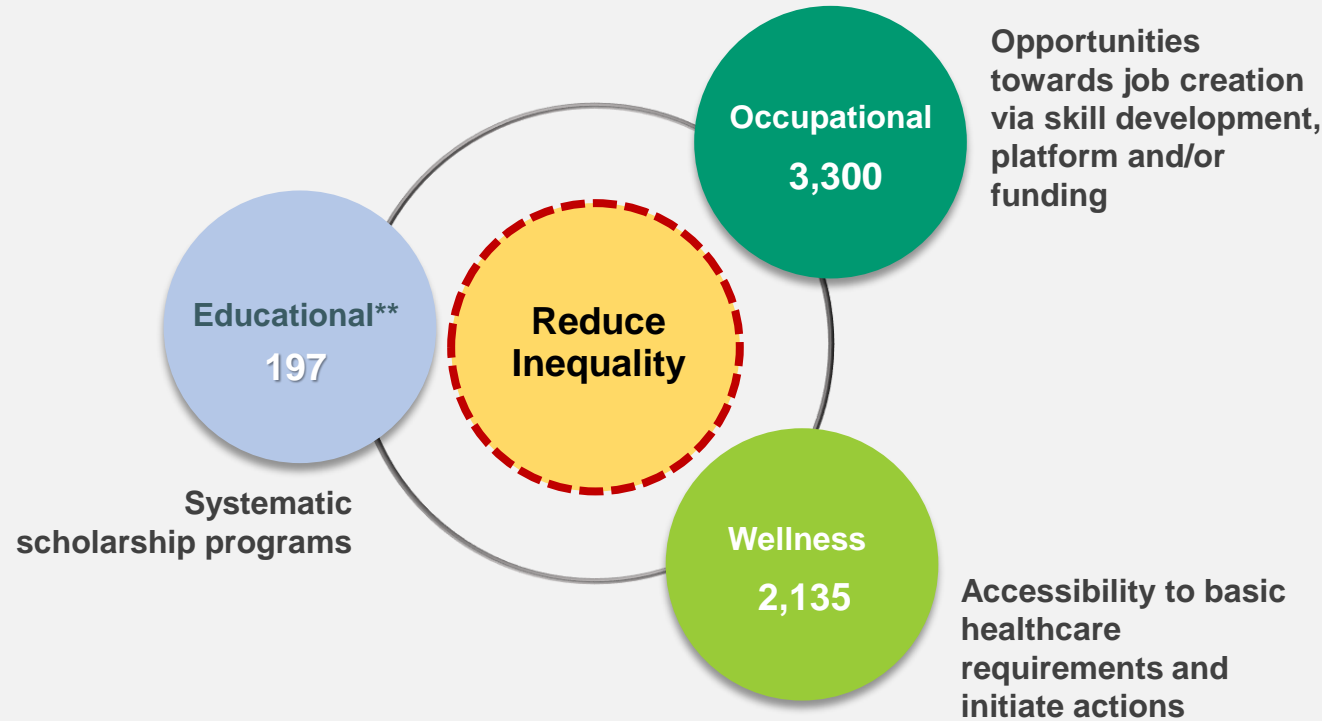 Opportunities
towards job creation
via skill development,
platform and/or
funding
Occupational
3,300
Educational**
197
Reduce
Inequality
Systematic
scholarship programs
Wellness
2,135
Accessibility to basic
healthcare
requirements and
initiate actions